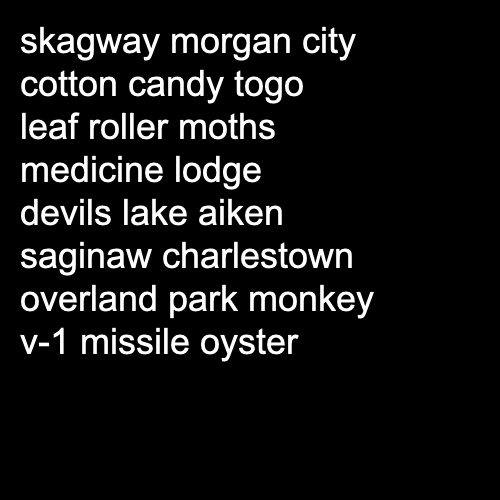 skagway morgan city
cotton candy togo
leaf roller moths
medicine lodge
devils lake aiken
saginaw charlestown
overland park monkey
v-1 missile oyster